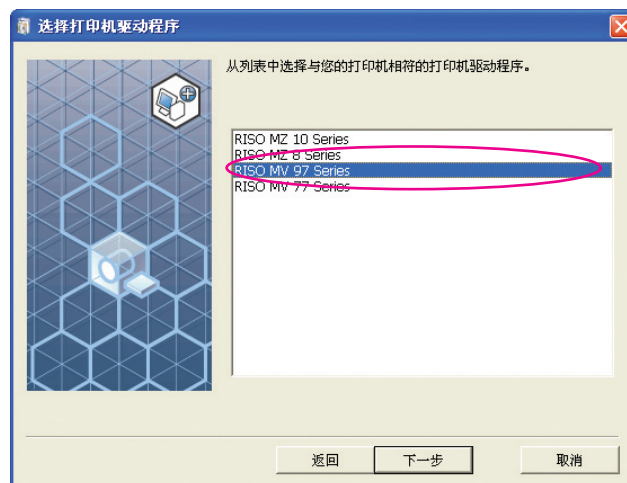 选择打印机驱动程序
从列表中选择与您的打印机相符的打印机驱动程序。
RISO MZ 10 Series
RISO MZ 8 Series
RISO MV 97 Series
RISO MV 77 Series
返回 下一步 取消